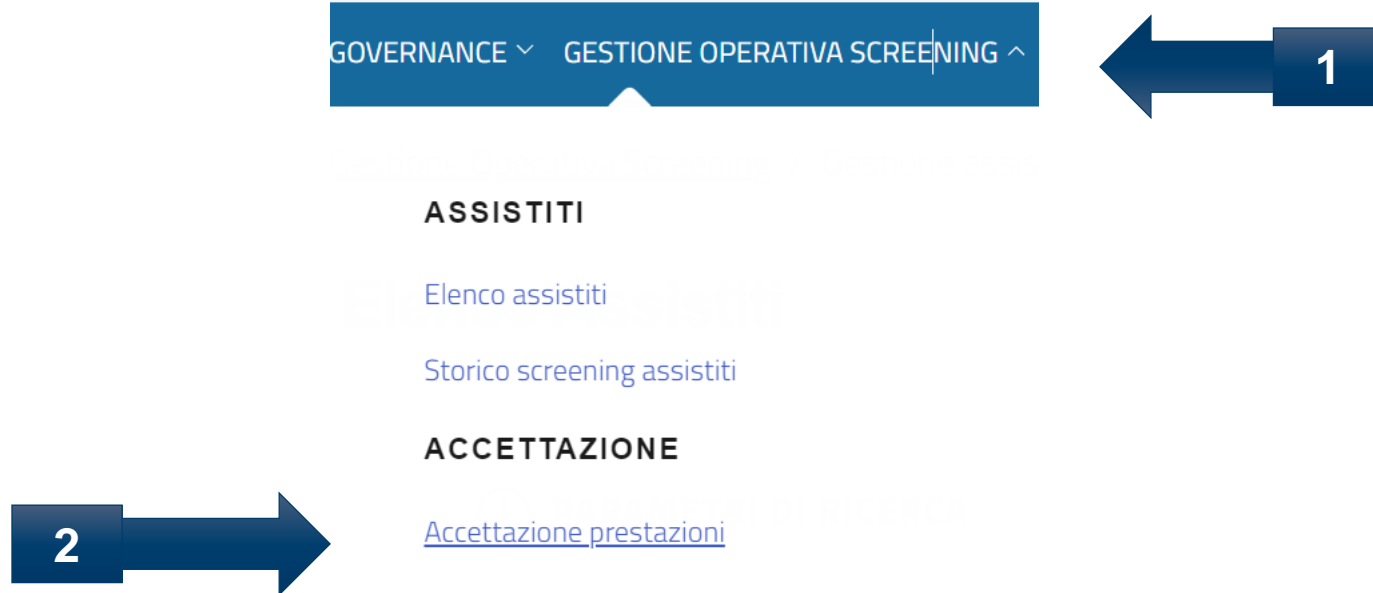 GOVERNANCE GESTIONE OPERATIVA SCREENING
1
ASSISTITI
Elenco assistiti
Storico screening assistiti
ACCETTAZIONE
2
Accettazione prestazioni